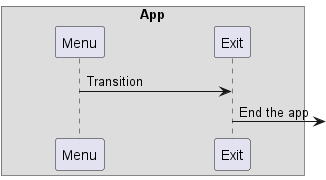 App
Menu Exit
Transition
End the app
Menu Exit